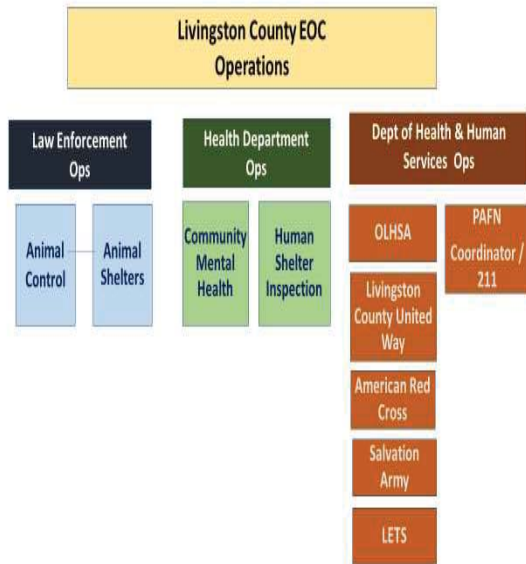 Livingston County EOC
Operations
Law Enforcement
Ops
Animal
Control
Animal
Shelters
Health Department
Ops
Community
Mental
Health
Human
Shelter
Inspection
Dept of Health & Human
Services Ops
OLHSA
Livingston
County United
Way
American Red
Cross
Salvation
Army
LETS
PAFN
Coordinator /
211